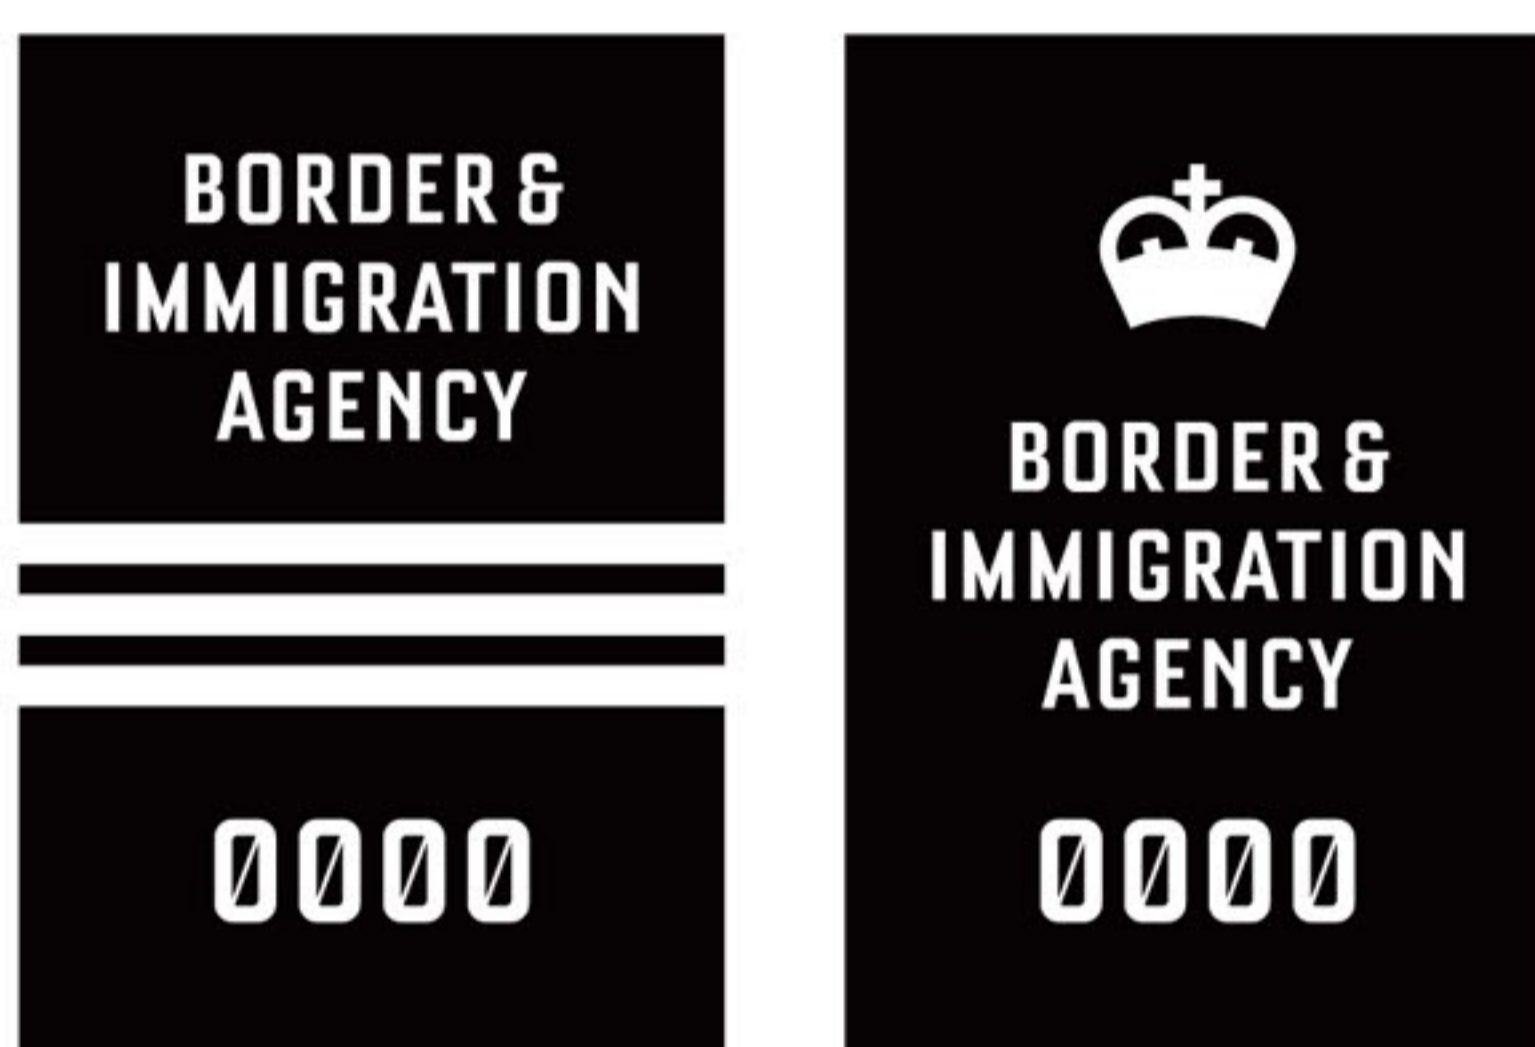 BORDER &
IMMIGRATION
AGENCY
0000
BORDER &
IMMIGRATION
AGENCY
0000